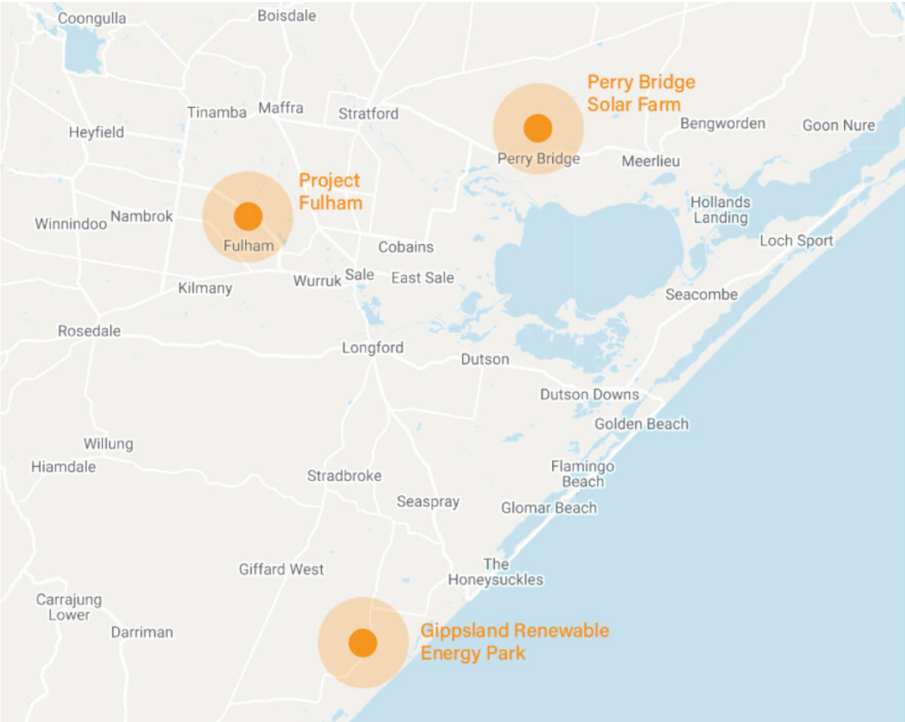 Coongulla
Boisdale
Perry Bridge
Solar Farm
Tinamba
Maffra
Stratford
Bengworden
Goon Nure
Heyfield
Perry Bridge
Meerlieu
Project
Fulham
Hollands
Landing
Winnindoo
Nambrok
Fulham
Cobains
Loch Sport
Wurruk
Sale
East Sale
Kilmany
Seacombe
Rosedale
Longford
Dutson
Dutson Downs
Golden Beach
Willung
Hiamdale
Stradbroke
Flamingo
Beach
Seaspray
Glomar Beach
Giffard West
The
Honeysuckles
Carrajung
Lower
Darriman
Gippsland Renewable
Energy Park